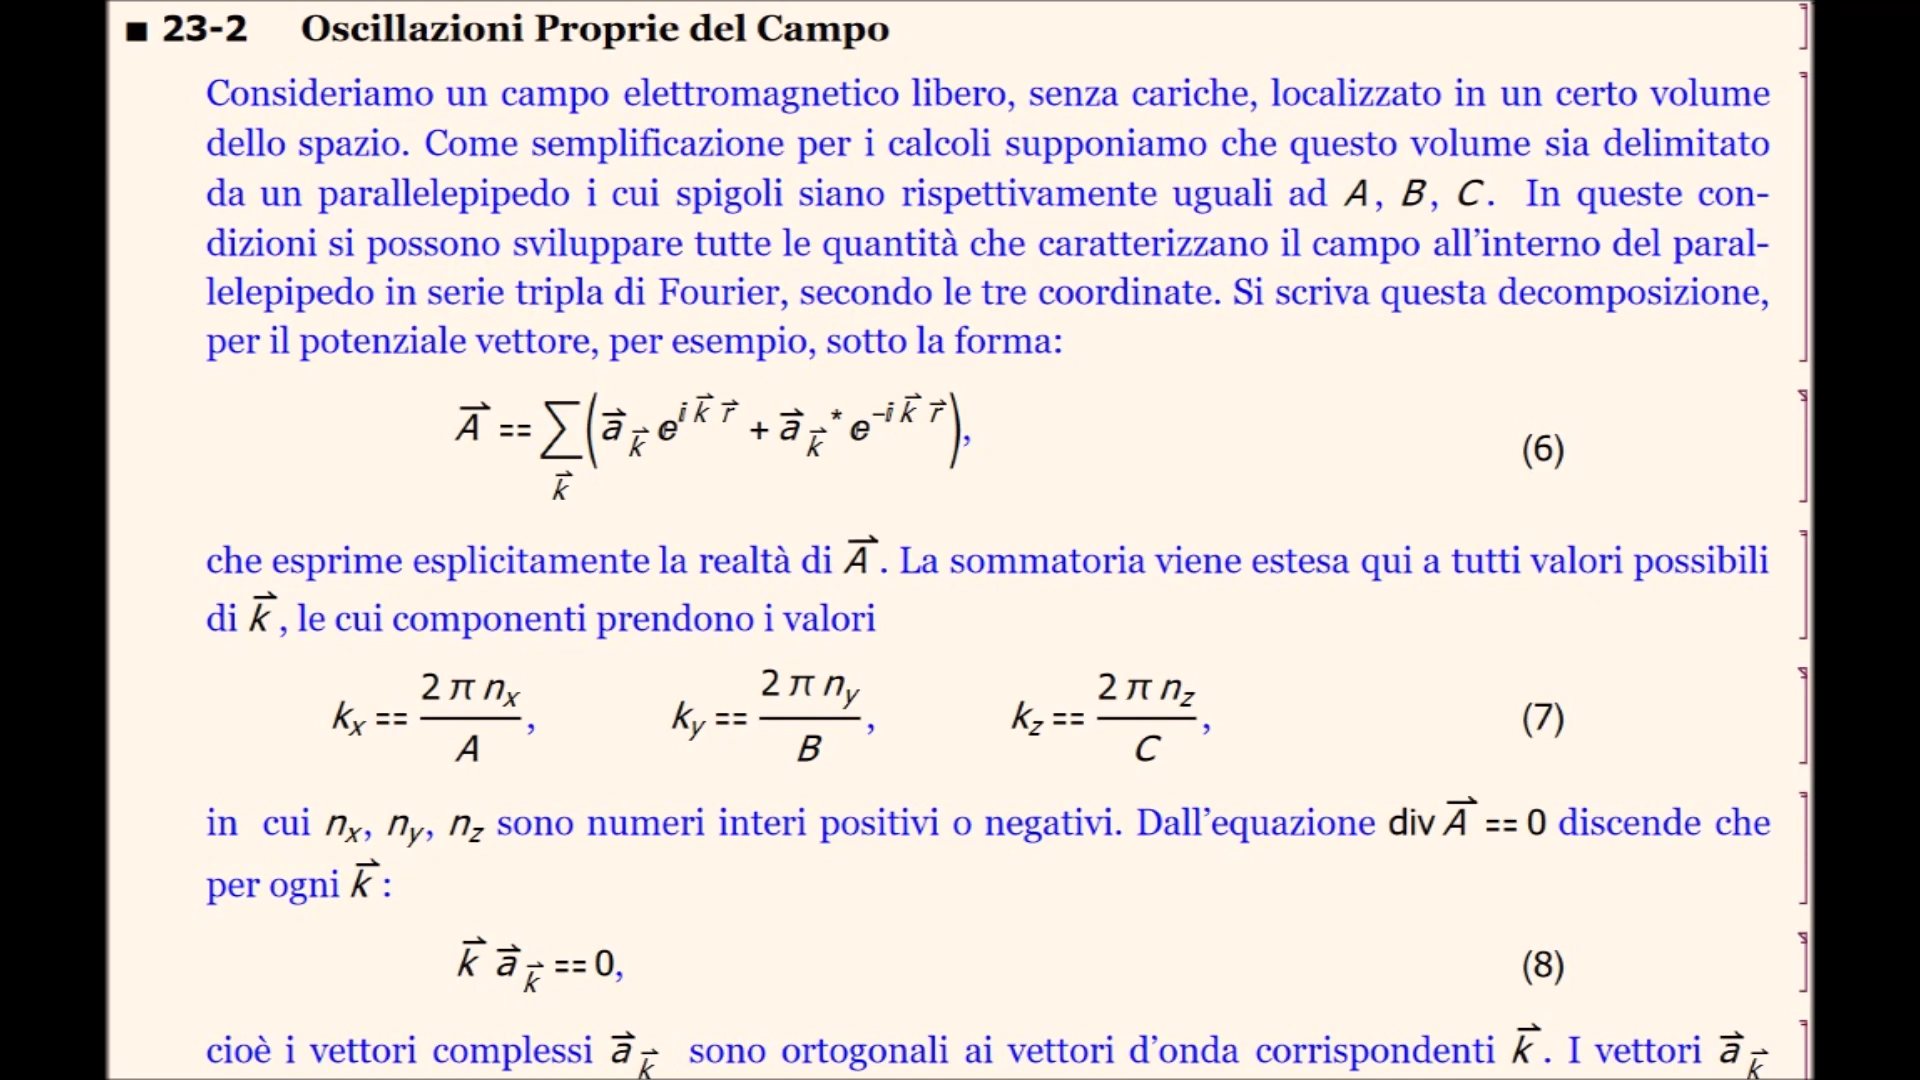 ■ 23-2 Oscillazioni Proprie del Campo
Consideriamo un campo elettromagnetico libero, senza cariche, localizzato in un certo volume
dello spazio. Come semplificazione per i calcoli supponiamo che questo volume sia delimitato
da un parallelepipedo i cui spigoli siano rispettivamente uguali ad A, B, C. In queste con-
dizioni si possono sviluppare tutte le quantità che caratterizzano il campo all'interno del paral-
lelepipedo in serie tripla di Fourier, secondo le tre coordinate. Si scriva questa decomposizione,
per il potenziale vettore, per esempio, sotto la forma:
A⃗ == ∑_k⃗ (a⃗_k⃗ e^(i k⃗ r⃗) + a⃗_k⃗* e^(-i k⃗ r⃗)), (6)
che esprime esplicitamente la realtà di A⃗. La sommatoria viene estesa qui a tutti valori possibili
di k⃗, le cui componenti prendono i valori
k_x == 2 π n_x / A, k_y == 2 π n_y / B, k_z == 2 π n_z / C, (7)
in cui n_x, n_y, n_z sono numeri interi positivi o negativi. Dall'equazione div A⃗ == 0 discende che
per ogni k⃗ :
k⃗ a⃗_k⃗ == 0, (8)
cioè i vettori complessi a⃗_k⃗ sono ortogonali ai vettori d'onda corrispondenti k⃗. I vettori a⃗_k⃗